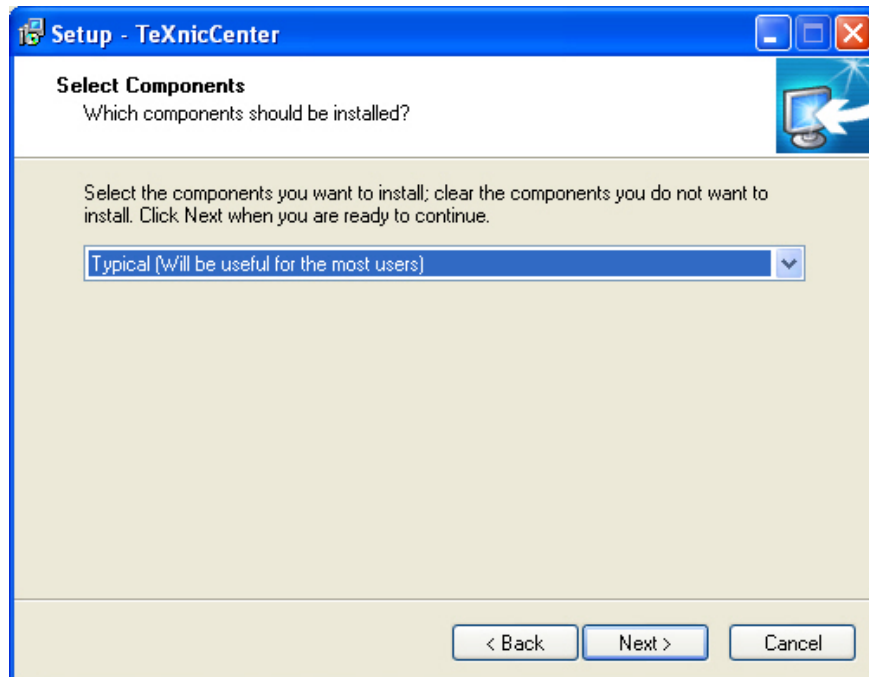 Setup - TeXnicCenter
Select Components
Which components should be installed?
Select the components you want to install; clear the components you do not want to
install. Click Next when you are ready to continue.
Typical (Will be useful for the most users)
< Back
Next >
Cancel